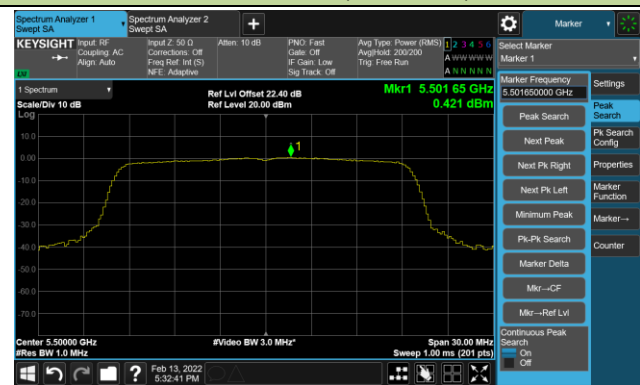 Spectrum Analyzer 1
Swept SA
Spectrum Analyzer 2
Swept SA
+
Marker
KEYSIGHT
Input: RF
Coupling: AC
Align: Auto
Input Z: 50 Ω
Corrections: Off
Freq Ref: Int (S)
NFE: Adaptive
Atten: 10 dB
PNO: Fast
Gate: Off
IF Gain: Low
Sig Track: Off
Avg Type: Power (RMS)
Avg|Hold: 200/200
Trig: Free Run
1 2 3 4 5 6
A W W W W W
A N N N N N
LXI
Select Marker
Marker 1
1 Spectrum
Scale/Div 10 dB
Log
Ref Lvl Offset 22.40 dB
Ref Level 20.00 dBm
Mkr1 5.501 65 GHz
0.421 dBm
1
10.0
0.00
-10.0
-20.0
-30.0
-40.0
-50.0
-60.0
-70.0
Center 5.50000 GHz
#Res BW 1.0 MHz
#Video BW 3.0 MHz*
Span 30.00 MHz
Sweep 1.00 ms (201 pts)
Marker Frequency
5.501650000 GHz
Peak Search
Next Peak
Next Pk Right
Next Pk Left
Minimum Peak
Pk-Pk Search
Marker Delta
Mkr→CF
Mkr→Ref Lvl
Continuous Peak
Search
On
Off
Settings
Peak
Search
Pk Search
Config
Properties
Marker
Function
Marker→
Counter
?
Feb 13, 2022
5:32:41 PM